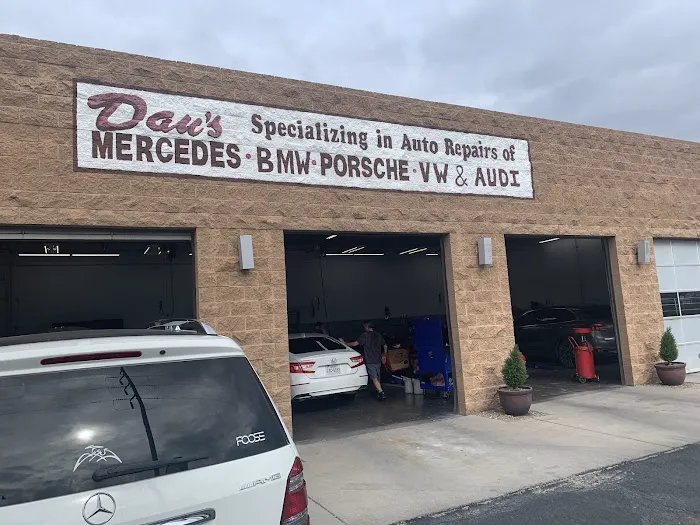 Dan's
Specializing in Auto Repairs of
MERCEDES · BMW · PORSCHE · VW & AUDI
FOOSE
AMG